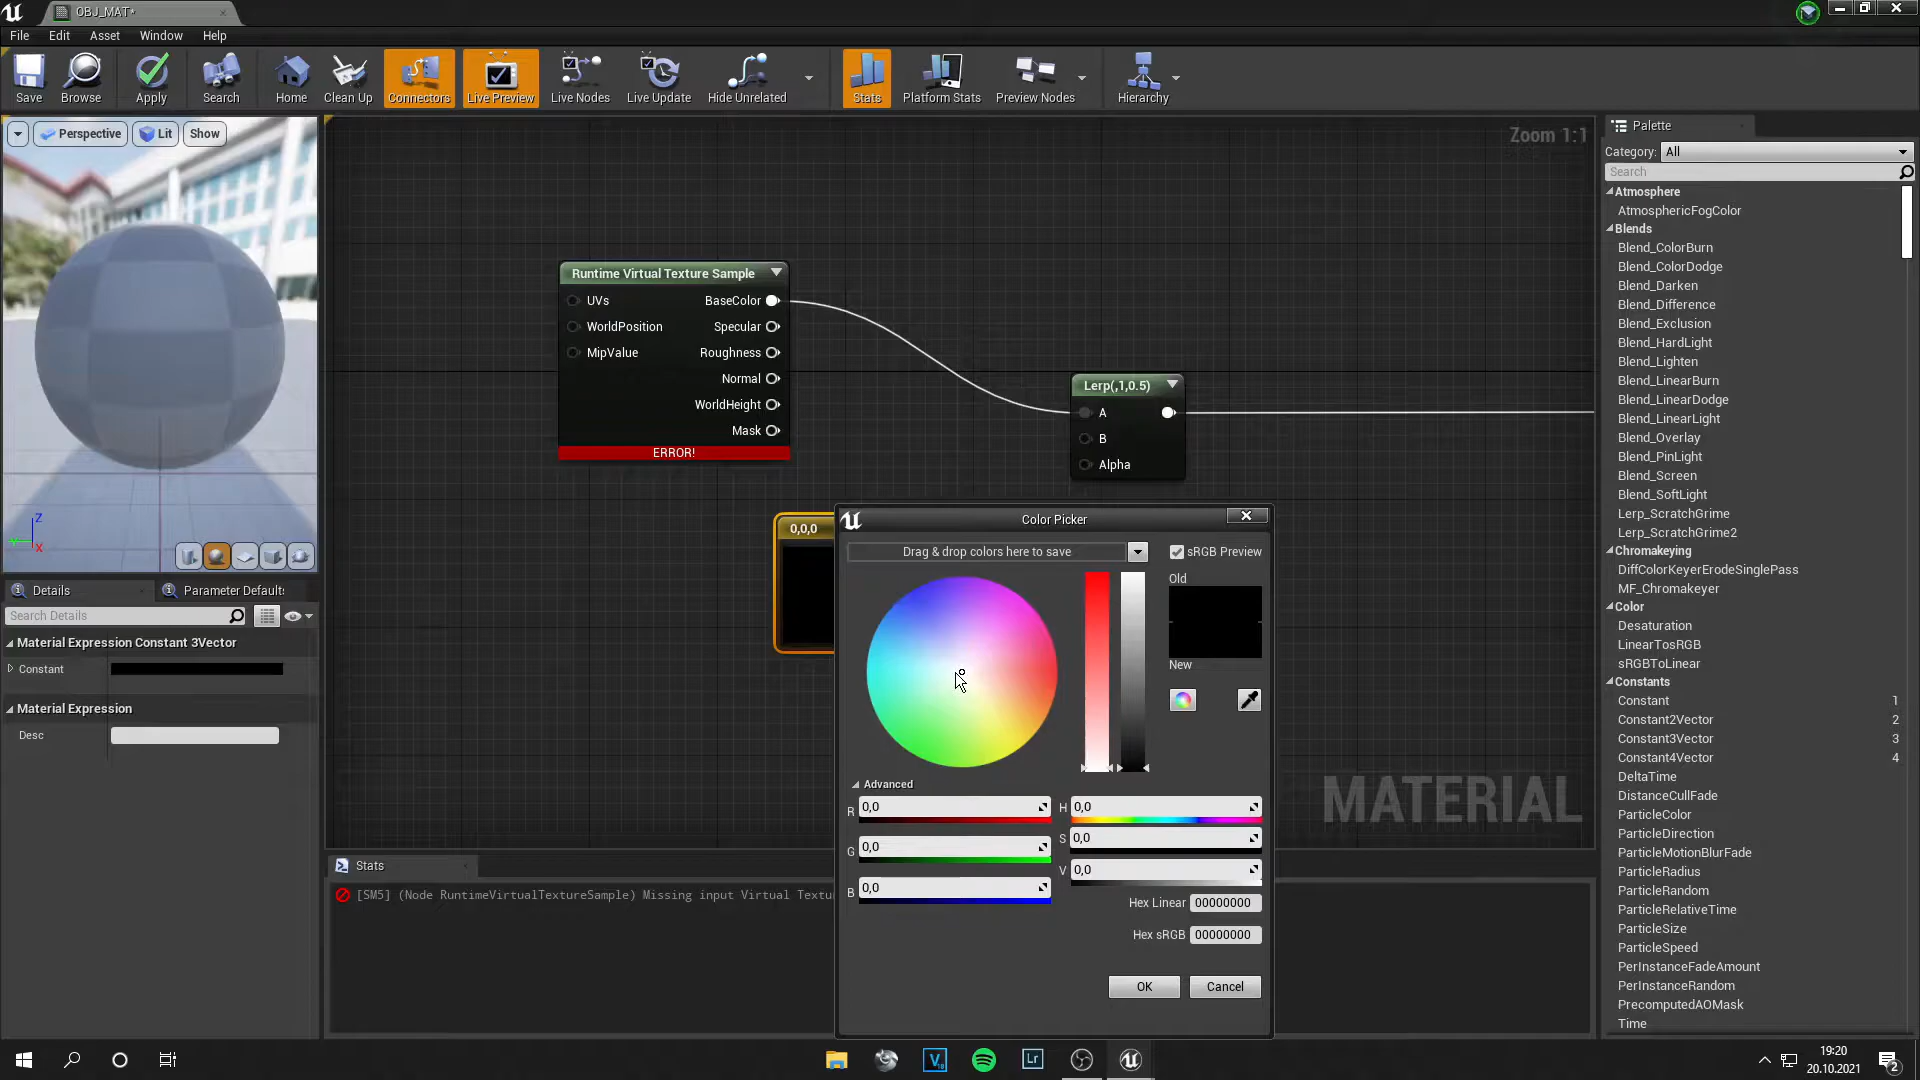 OBJ_MAT*
File Edit Asset Window Help
Save Browse Apply Search Home Clean Up Connectors Live Preview Live Nodes Live Update Hide Unrelated Stats Platform Stats Preview Nodes Hierarchy
Perspective Lit Show
Zoom 1:1
Runtime Virtual Texture Sample
UVs BaseColor
WorldPosition Specular
MipValue Roughness
Normal
WorldHeight
Mask
ERROR!
Lerp(,1,0.5)
A
B
Alpha
0,0,0
MATERIAL
Z
X
Details Parameter Defaults
Search Details
Material Expression Constant 3Vector
Constant
Material Expression
Desc
Stats
[SM5] (Node RuntimeVirtualTextureSample) Missing input Virtual Textu
Color Picker
Drag & drop colors here to save
sRGB Preview
Old
New
Advanced
R 0,0 H 0,0
G 0,0 S 0,0
B 0,0 V 0,0
Hex Linear 00000000
Hex sRGB 00000000
OK Cancel
Palette
Category: All
Search
Atmosphere
AtmosphericFogColor
Blends
Blend_ColorBurn
Blend_ColorDodge
Blend_Darken
Blend_Difference
Blend_Exclusion
Blend_HardLight
Blend_Lighten
Blend_LinearBurn
Blend_LinearDodge
Blend_LinearLight
Blend_Overlay
Blend_PinLight
Blend_Screen
Blend_SoftLight
Lerp_ScratchGrime
Lerp_ScratchGrime2
Chromakeying
DiffColorKeyerErodeSinglePass
MF_Chromakeyer
Color
Desaturation
LinearTosRGB
sRGBToLinear
Constants
Constant 1
Constant2Vector 2
Constant3Vector 3
Constant4Vector 4
DeltaTime
DistanceCullFade
ParticleColor
ParticleDirection
ParticleMotionBlurFade
ParticleRadius
ParticleRandom
ParticleRelativeTime
ParticleSize
ParticleSpeed
PerInstanceFadeAmount
PerInstanceRandom
PrecomputedAOMask
Time
Lr
19:20
20.10.2021
2